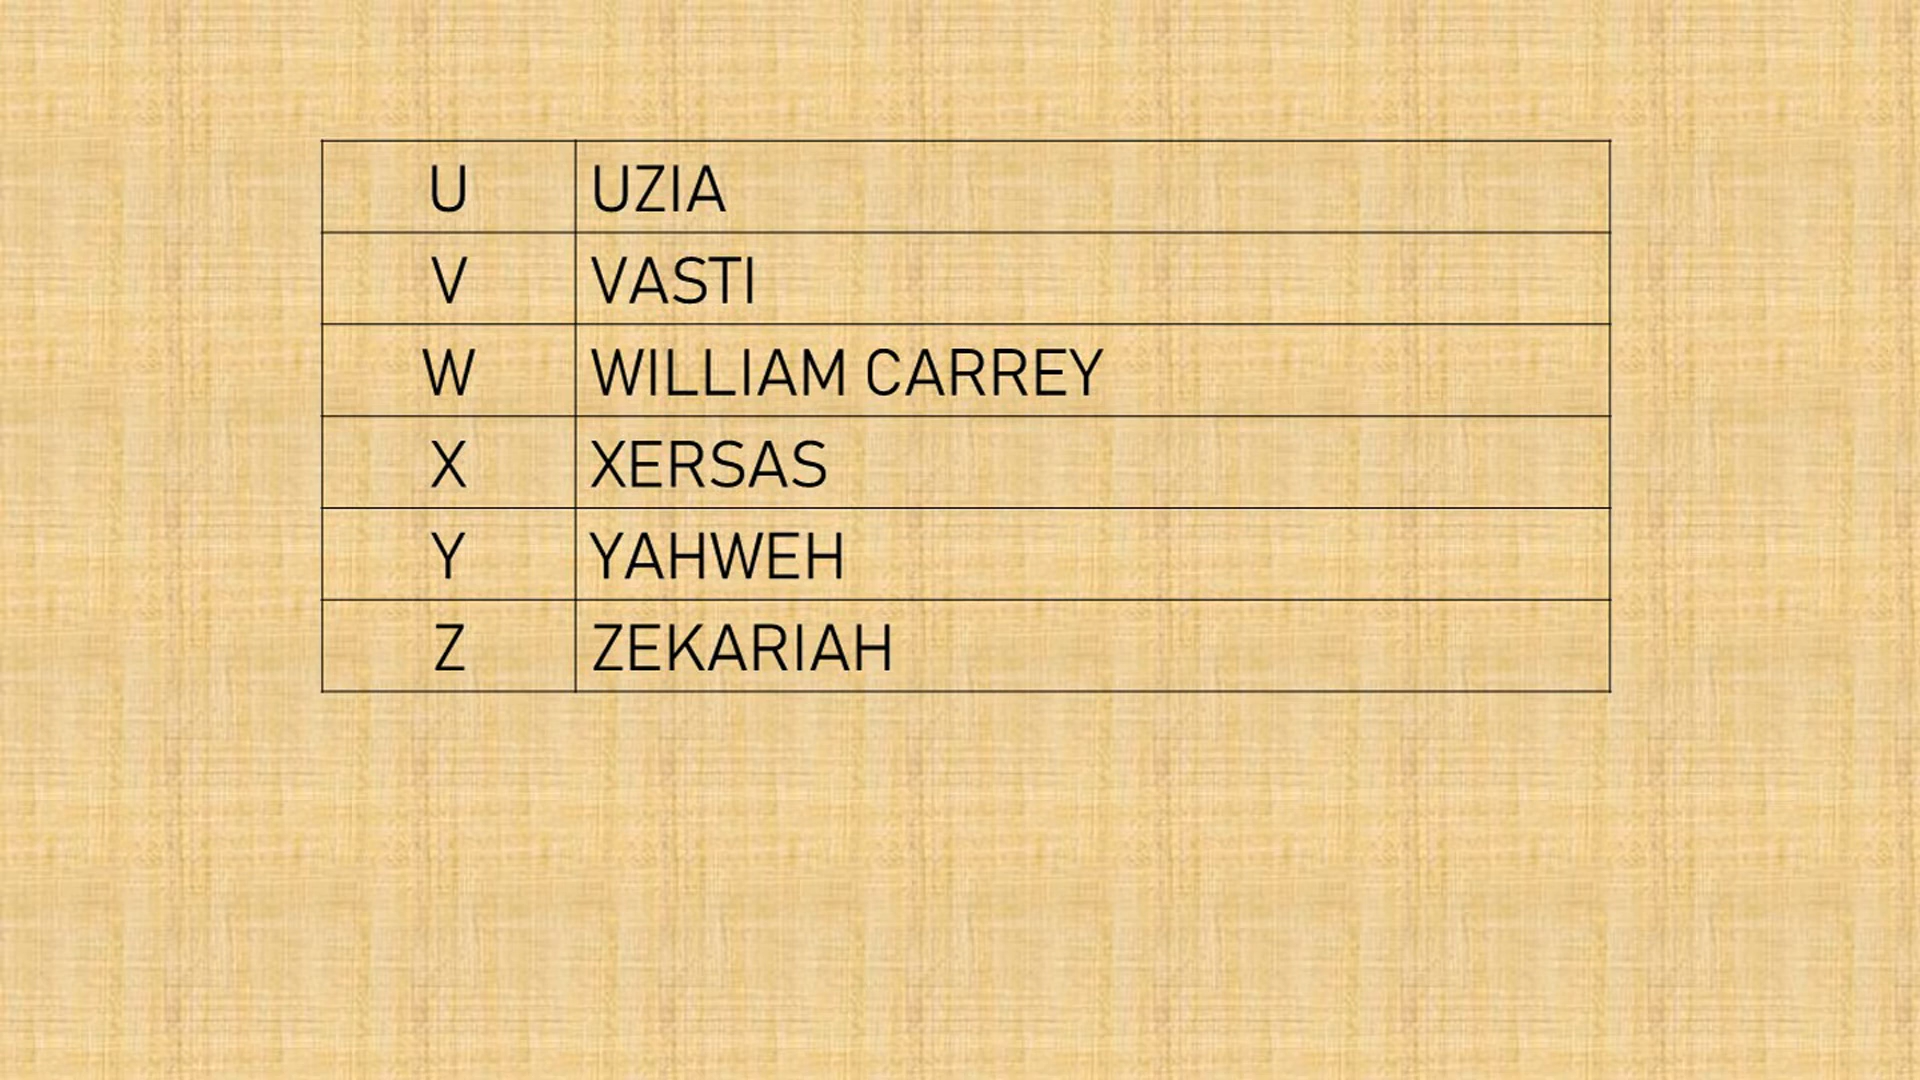 U UZIA
V VASTI
W WILLIAM CARREY
X XERSAS
Y YAHWEH
Z ZEKARIAH